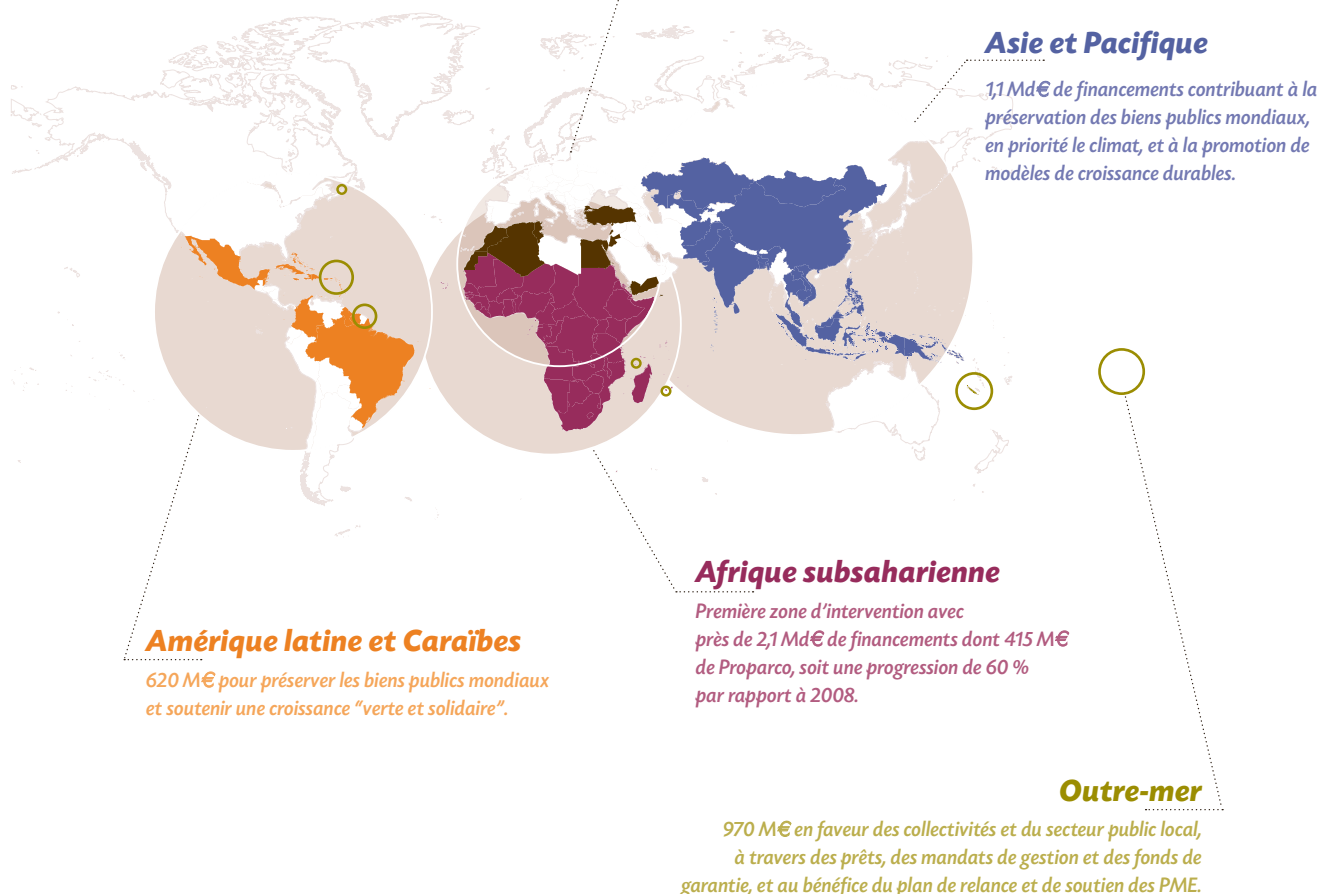 Asie et Pacifique
1,1 Md€ de financements contribuant à la
préservation des biens publics mondiaux,
en priorité le climat, et à la promotion de
modèles de croissance durables.
Afrique subsaharienne
Première zone d'intervention avec
près de 2,1 Md€ de financements dont 415 M€
de Proparco, soit une progression de 60 %
par rapport à 2008.
Amérique latine et Caraïbes
620 M€ pour préserver les biens publics mondiaux
et soutenir une croissance "verte et solidaire".
Outre-mer
970 M€ en faveur des collectivités et du secteur public local,
à travers des prêts, des mandats de gestion et des fonds de
garantie, et au bénéfice du plan de relance et de soutien des PME.